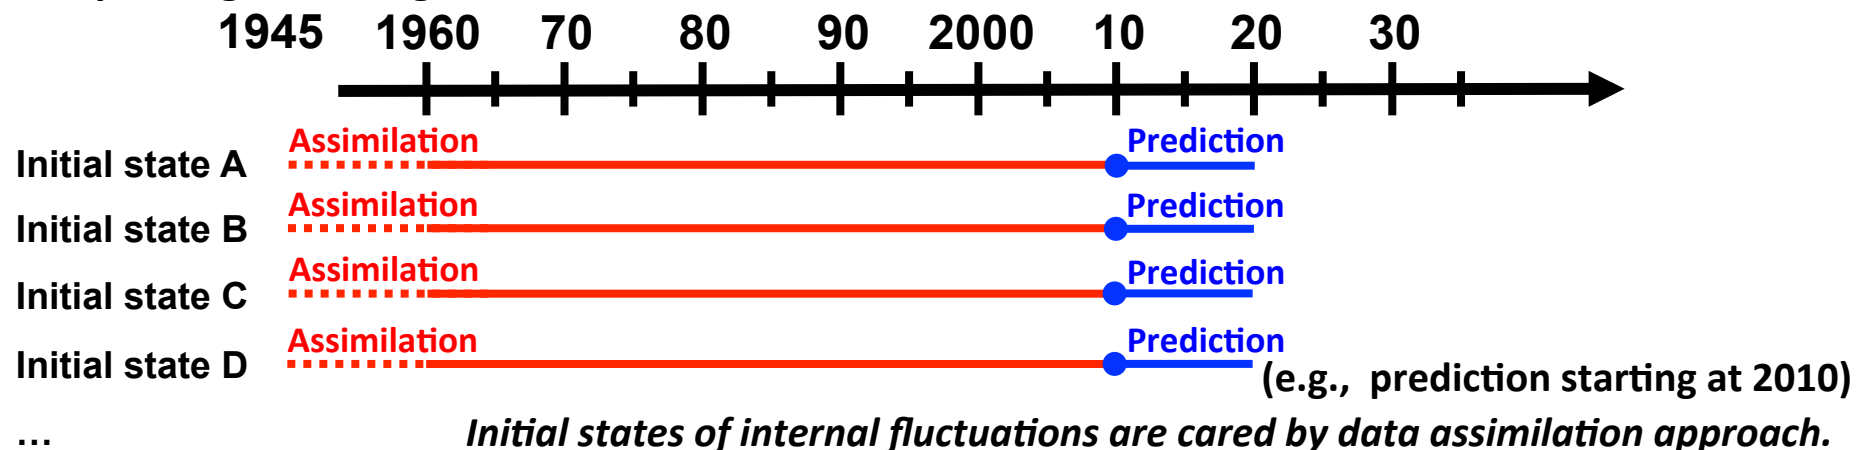 1945 1960 70 80 90 2000 10 20 30
Assimilation Prediction
Initial state A
Assimilation Prediction
Initial state B
Assimilation Prediction
Initial state C
Assimilation Prediction
Initial state D
(e.g., prediction starting at 2010)
... Initial states of internal fluctuations are cared by data assimilation approach.